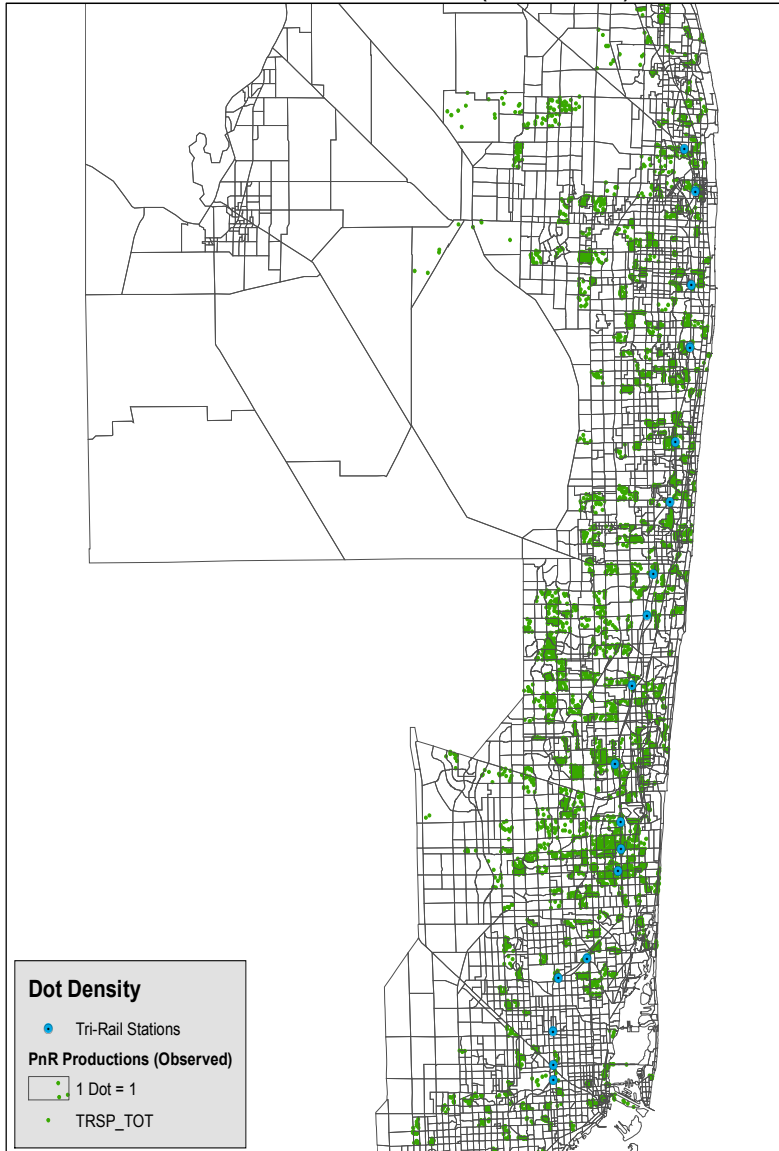 Dot Density
Tri-Rail Stations
PnR Productions (Observed)
1 Dot = 1
TRSP_TOT